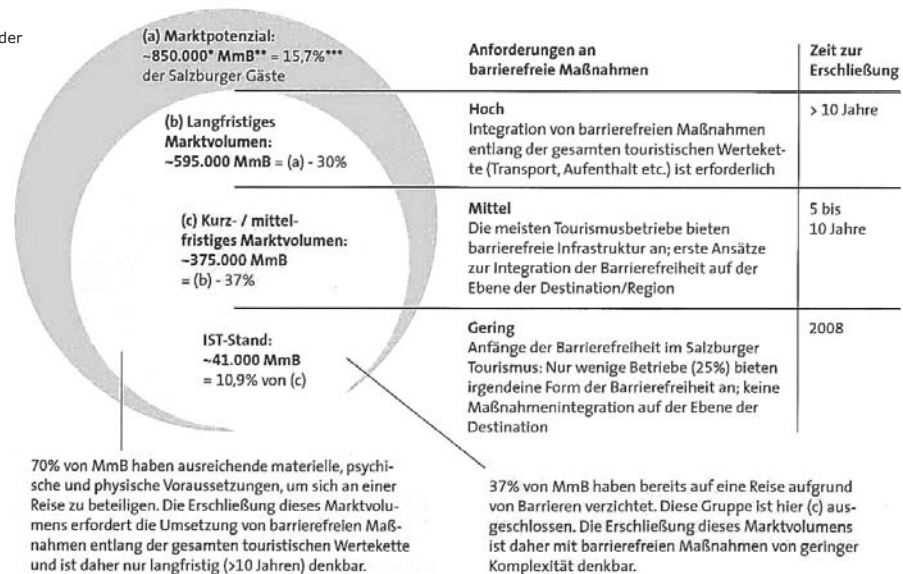 der
(a) Marktpotenzial:
~850.000* MmB** = 15,7%***
der Salzburger Gäste
(b) Langfristiges
Marktvolumen:
~595.000 MmB = (a) - 30%
(c) Kurz- / mittel-
fristiges Marktvolumen:
~375.000 MmB
= (b) - 37%
IST-Stand:
~41.000 MmB
= 10,9% von (c)
Anforderungen an
barrierefreie Maßnahmen
Zeit zur
Erschließung
Hoch
Integration von barrierefreien Maßnahmen
entlang der gesamten touristischen Werteket-
te (Transport, Aufenthalt etc.) ist erforderlich
> 10 Jahre
Mittel
Die meisten Tourismusbetriebe bieten
barrierefreie Infrastruktur an; erste Ansätze
zur Integration der Barrierefreiheit auf der
Ebene der Destination/Region
5 bis
10 Jahre
Gering
Anfänge der Barrierefreiheit im Salzburger
Tourismus: Nur wenige Betriebe (25%) bieten
irgendeine Form der Barrierefreiheit an; keine
Maßnahmenintegration auf der Ebene der
Destination
2008
70% von MmB haben ausreichende materielle, psychi-
sche und physische Voraussetzungen, um sich an einer
Reise zu beteiligen. Die Erschließung dieses Marktvolu-
mens erfordert die Umsetzung von barrierefreien Maß-
nahmen entlang der gesamten touristischen Wertekette
und ist daher nur langfristig (>10 Jahren) denkbar.
37% von MmB haben bereits auf eine Reise aufgrund
von Barrieren verzichtet. Diese Gruppe ist hier (c) aus-
geschlossen. Die Erschließung dieses Marktvolumens
ist daher mit barrierefreien Maßnahmen von geringer
Komplexität denkbar.